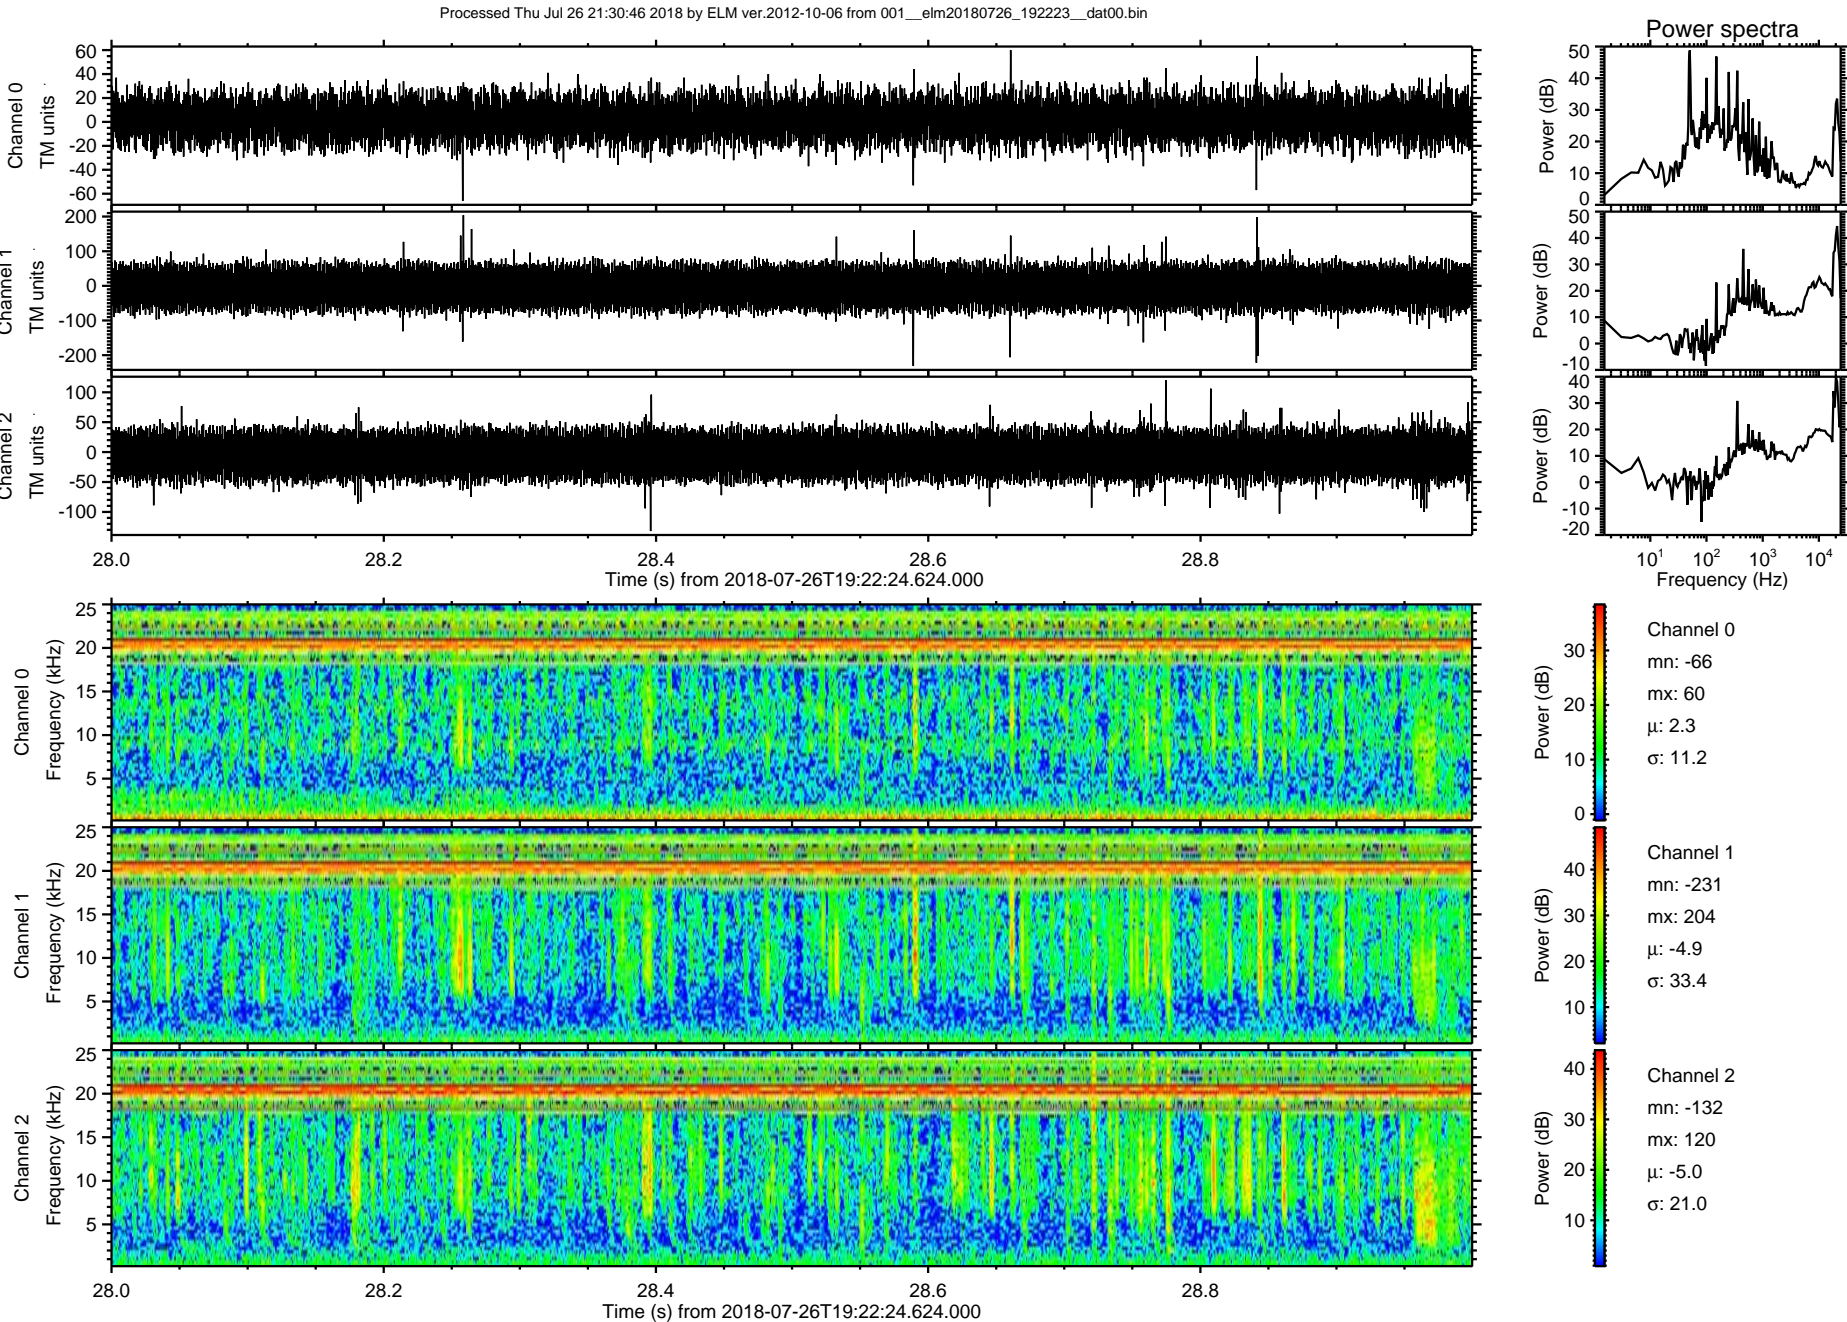 Processed Thu Jul 26 21:30:46 2018 by ELM ver.2012-10-06 from 001__elm20180726_192223__dat00.bin
Power spectra
Channel 0
TM units
60
40
20
0
-20
-40
-60
Power (dB)
50
40
30
20
10
0
Channel 1
TM units
200
100
0
-100
-200
Power (dB)
50
40
30
20
10
0
-10
Channel 2
TM units
100
50
0
-50
-100
Power (dB)
40
30
20
10
0
-10
-20
28.0 28.2 28.4 28.6 28.8
Time (s) from 2018-07-26T19:22:24.624.000
10¹ 10² 10³ 10⁴
Frequency (Hz)
Channel 0
Frequency (kHz)
25
20
15
10
5
Power (dB)
30
20
10
0
Channel 0
mn: -66
mx: 60
µ: 2.3
σ: 11.2
Channel 1
Frequency (kHz)
25
20
15
10
5
Power (dB)
40
30
20
10
Channel 1
mn: -231
mx: 204
µ: -4.9
σ: 33.4
Channel 2
Frequency (kHz)
25
20
15
10
5
Power (dB)
40
30
20
10
Channel 2
mn: -132
mx: 120
µ: -5.0
σ: 21.0
28.0 28.2 28.4 28.6 28.8
Time (s) from 2018-07-26T19:22:24.624.000